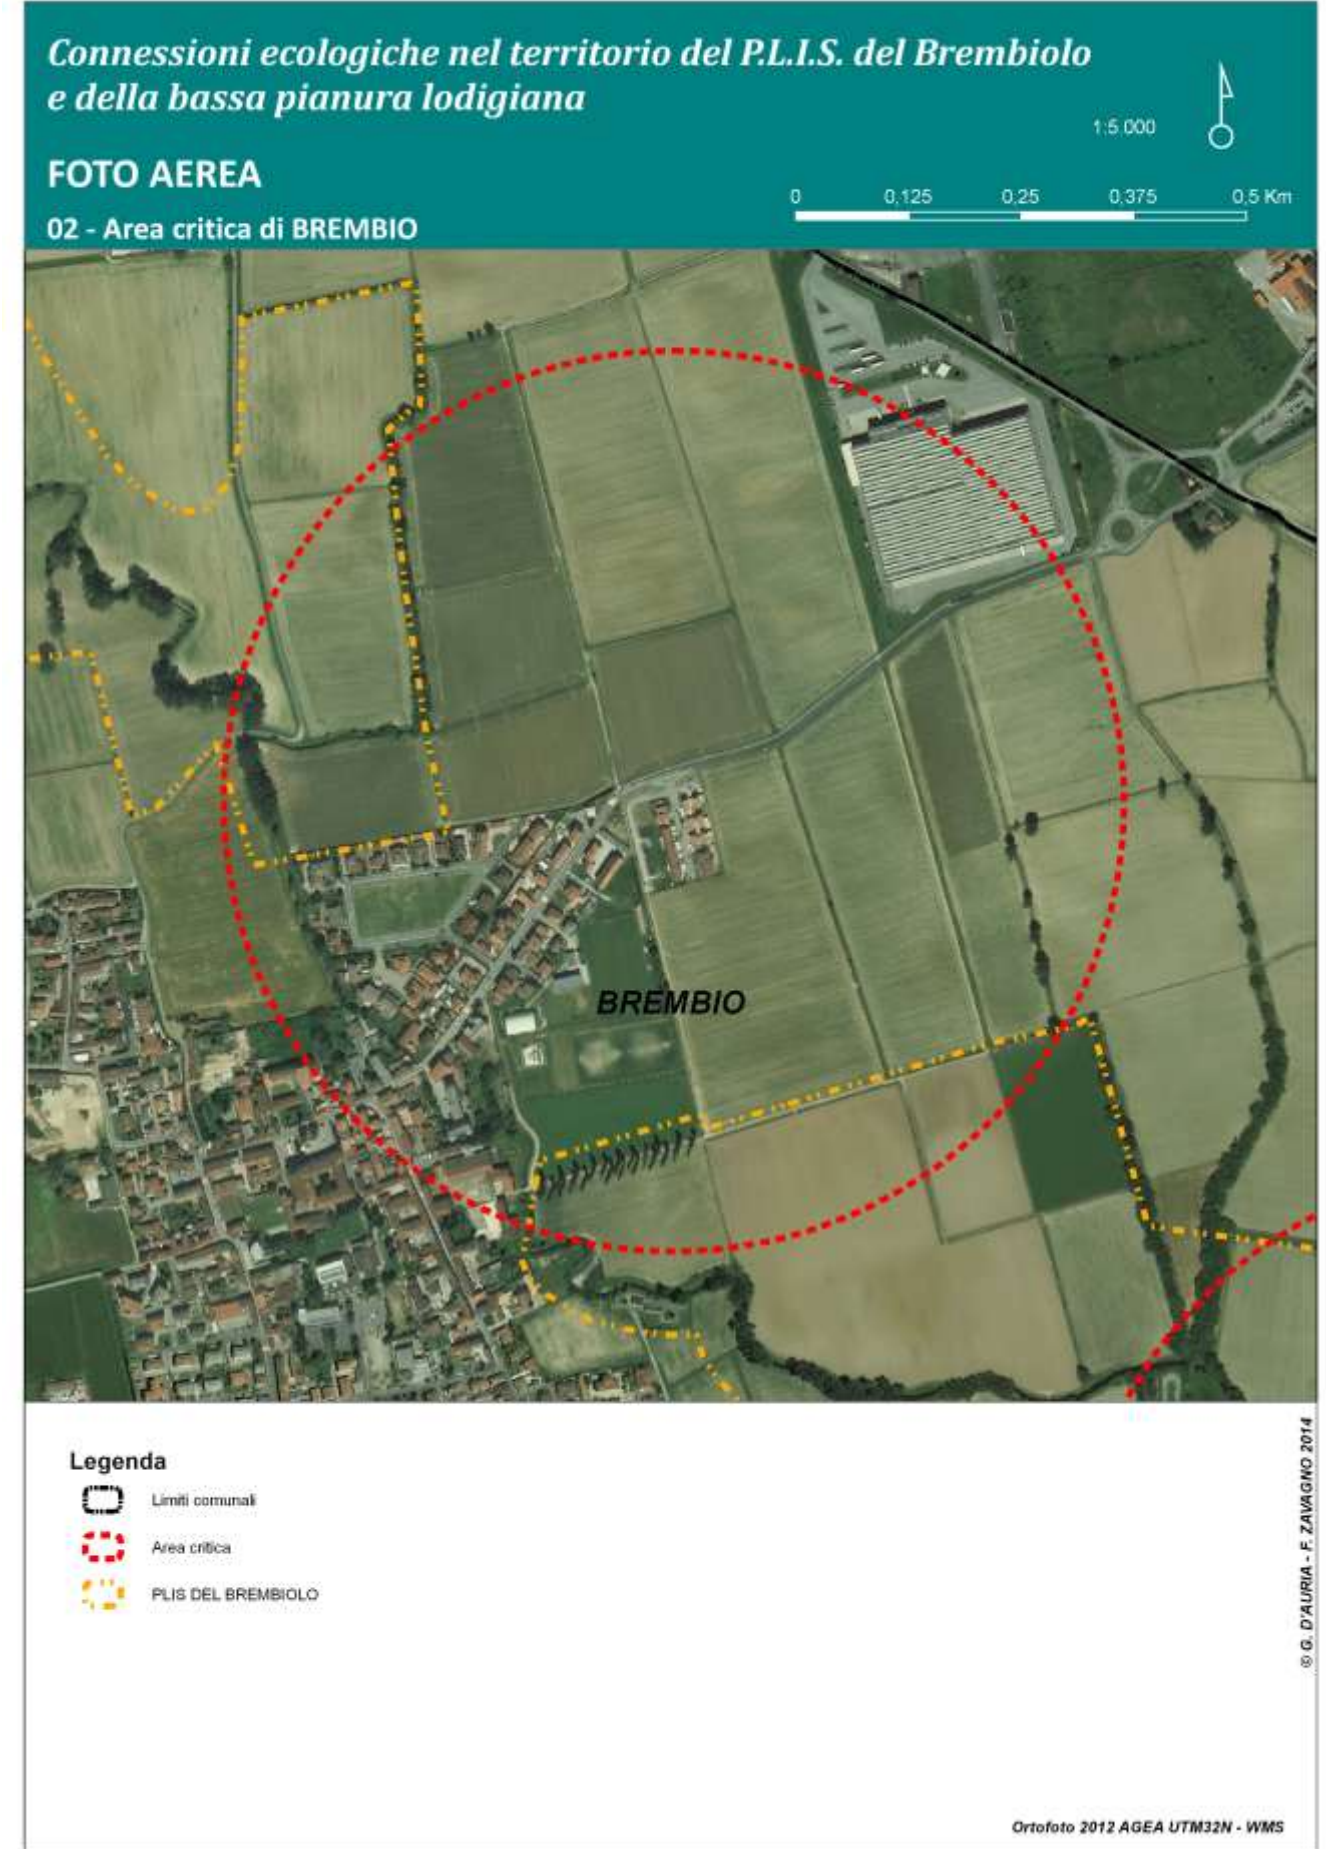 Connessioni ecologiche nel territorio del P.L.I.S. del Brembiolo
e della bassa pianura lodigiana
1:5.000
FOTO AEREA
0 0,125 0,25 0,375 0,5 Km
02 - Area critica di BREMBIO
BREMBIO
Legenda
Limiti comunali
Area critica
PLIS DEL BREMBIOLO
© G. D'AURIA - F. ZAVAGNO 2014
Ortofoto 2012 AGEA UTM32N - WMS